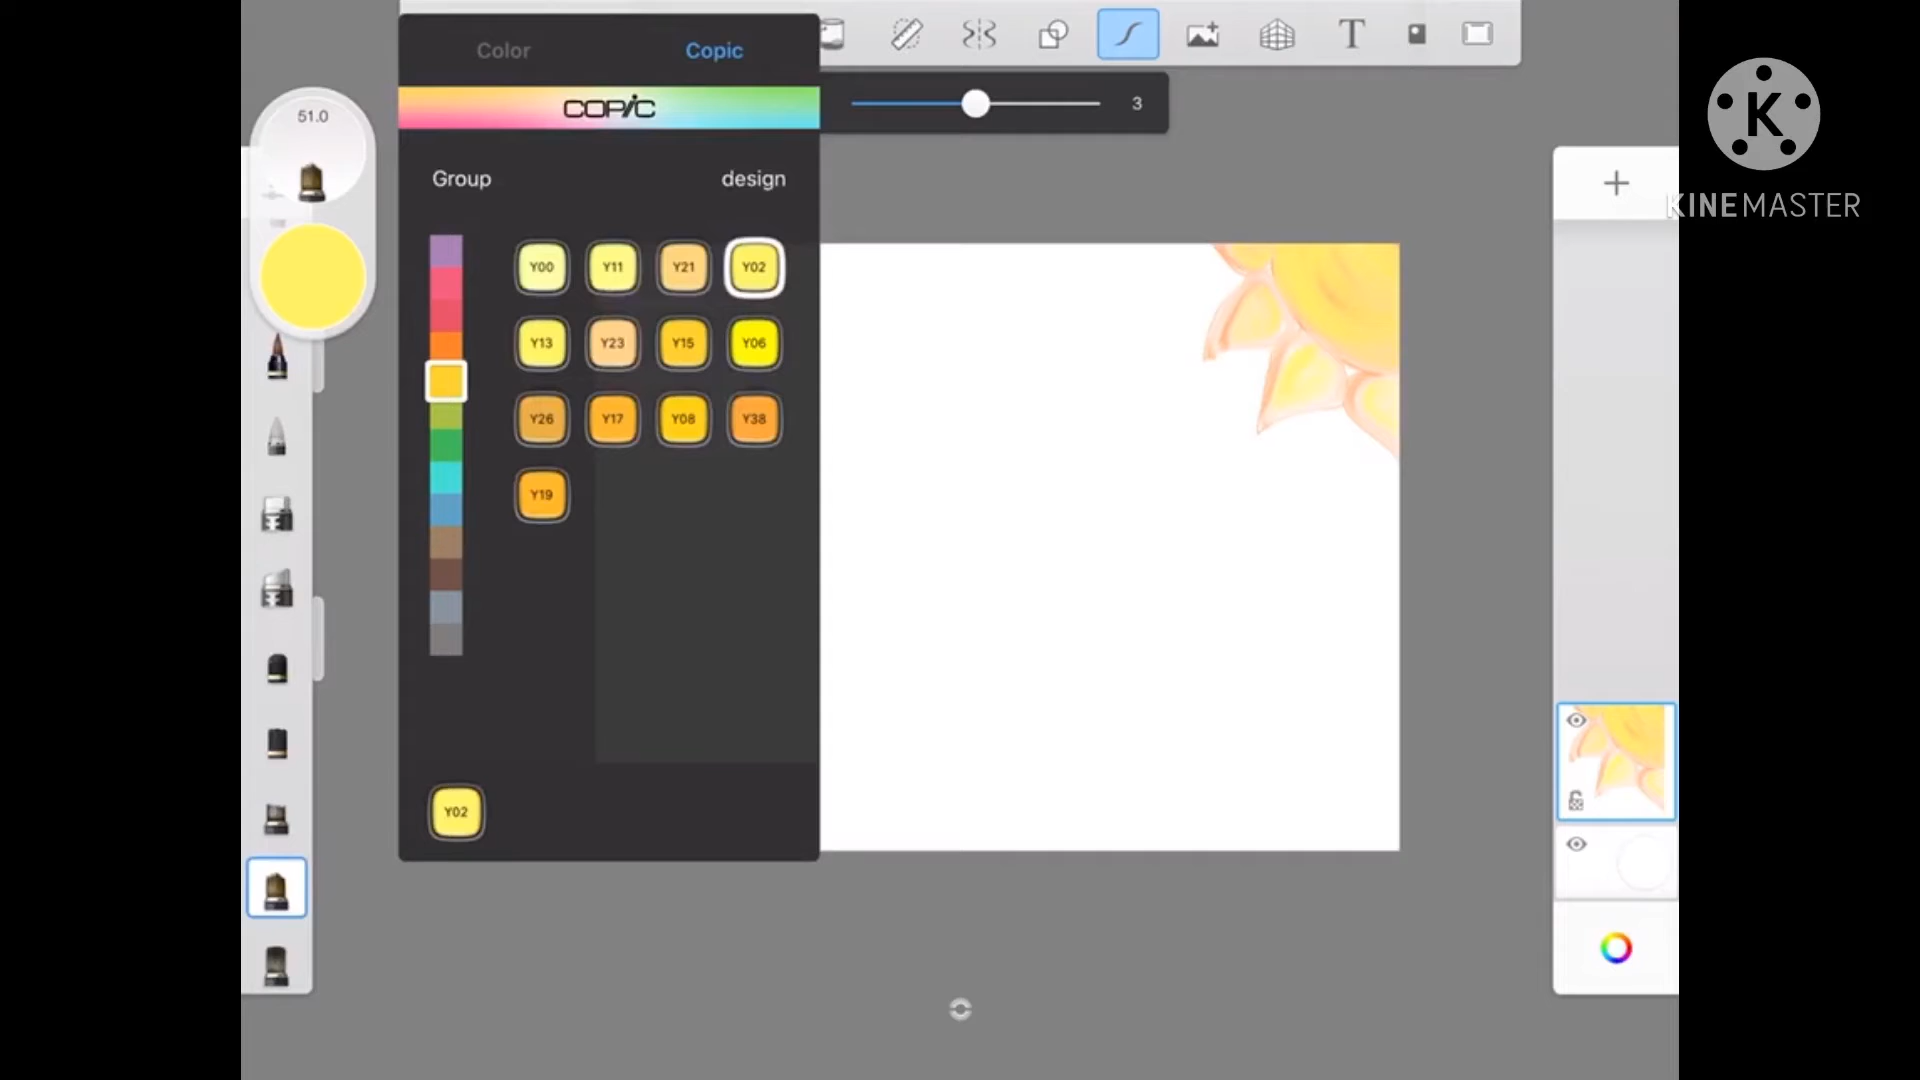 Color Copic
COPIC
3
51.0
Group design
Y00 Y11 Y21 Y02
Y13 Y23 Y15 Y06
Y26 Y17 Y08 Y38
Y19
Y02
T
K
KINEMASTER